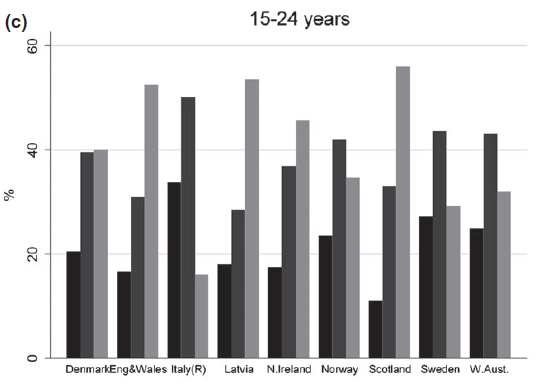 (c) 15-24 years
60
40
20
0
%
Denmark Eng&Wales Italy(R) Latvia N.Ireland Norway Scotland Sweden W.Aust.